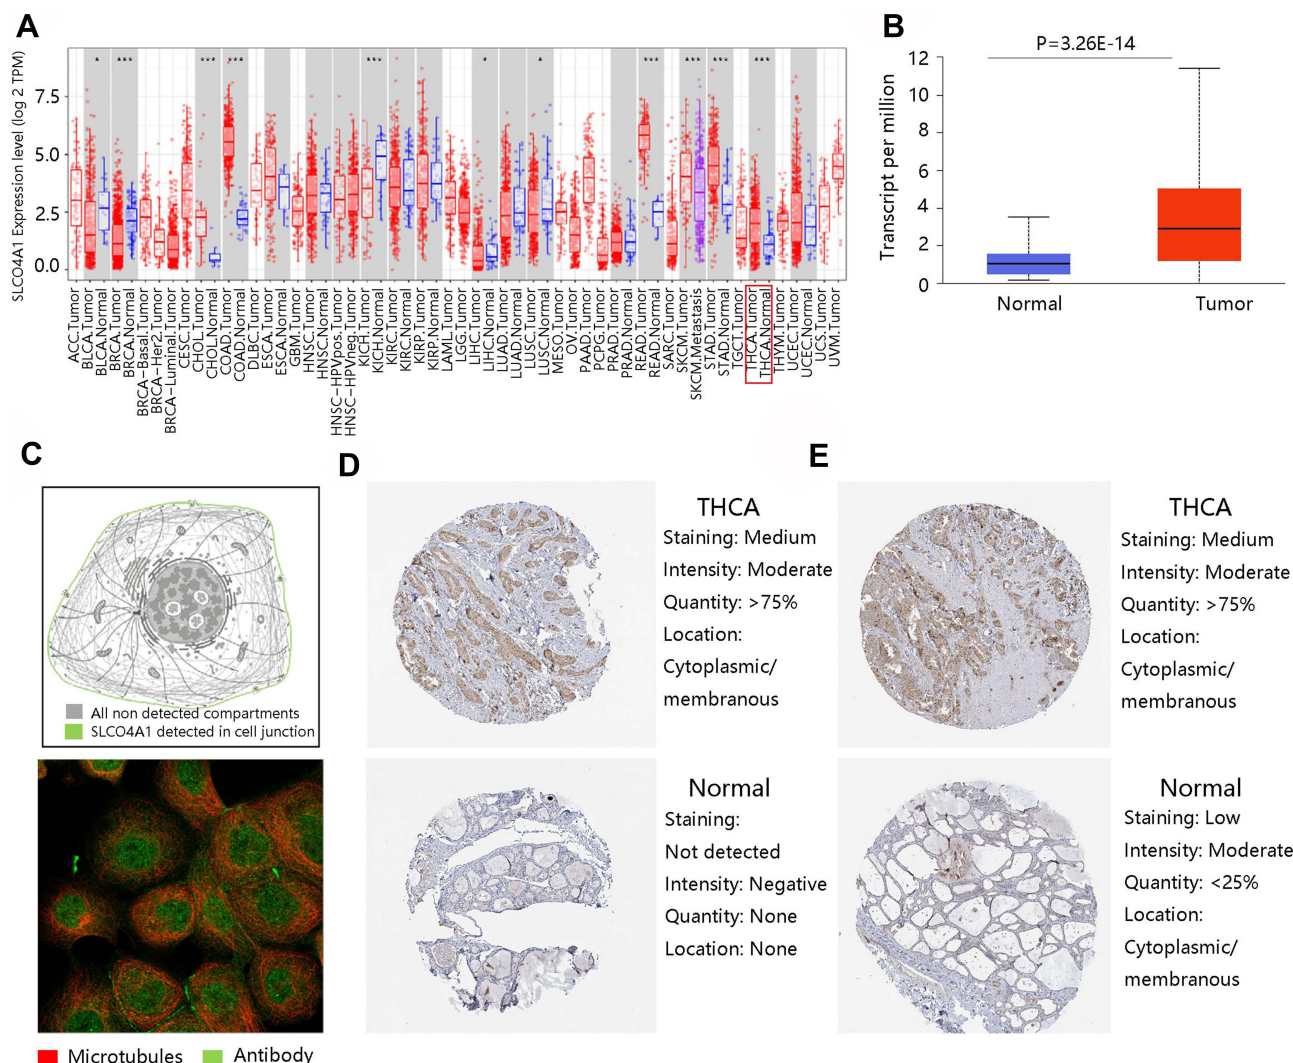 A
SLCO4A1 Expression level (log 2 TPM)
7.5
5.0
2.5
0.0
*
***
***
***
***
*
*
***
***
***
***
ACC.Tumor
BLCA.Tumor
BLCA.Normal
BRCA.Tumor
BRCA.Normal
BRCA-Basal.Tumor
BRCA-Her2.Tumor
BRCA-Luminal.Tumor
CESC.Tumor
CHOL.Tumor
CHOL.Normal
COAD.Tumor
COAD.Normal
DLBC.Tumor
ESCA.Tumor
ESCA.Normal
GBM.Tumor
HNSC.Tumor
HNSC.Normal
HNSC-HPVpos.Tumor
HNSC-HPVneg.Tumor
KICH.Tumor
KICH.Normal
KIRC.Tumor
KIRC.Normal
KIRP.Tumor
KIRP.Normal
LAML.Tumor
LGG.Tumor
LIHC.Tumor
LIHC.Normal
LUAD.Tumor
LUAD.Normal
LUSC.Tumor
LUSC.Normal
MESO.Tumor
OV.Tumor
PAAD.Tumor
PCPG.Tumor
PRAD.Tumor
PRAD.Normal
READ.Tumor
READ.Normal
SARC.Tumor
SKCM.Tumor
SKCM.Metastasis
STAD.Tumor
STAD.Normal
TGCT.Tumor
THCA.Tumor
THCA.Normal
THYM.Tumor
UCEC.Tumor
UCEC.Normal
UCS.Tumor
UVM.Tumor
B
P=3.26E-14
Transcript per million
12
10
8
6
4
2
0
Normal
Tumor
C
All non detected compartments
SLCO4A1 detected in cell junction
Microtubules
Antibody
D
THCA
Staining: Medium
Intensity: Moderate
Quantity: >75%
Location:
Cytoplasmic/
membranous
Normal
Staining:
Not detected
Intensity: Negative
Quantity: None
Location: None
E
THCA
Staining: Medium
Intensity: Moderate
Quantity: >75%
Location:
Cytoplasmic/
membranous
Normal
Staining: Low
Intensity: Moderate
Quantity: <25%
Location:
Cytoplasmic/
membranous